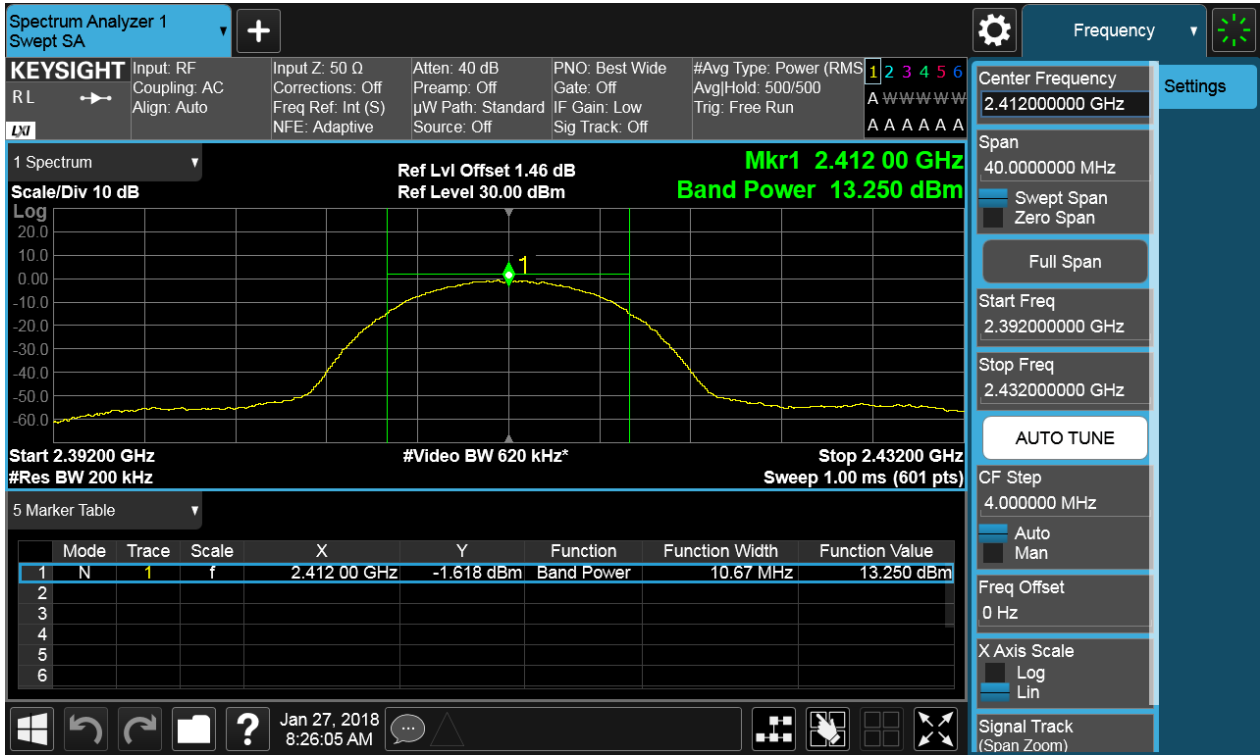 Spectrum Analyzer 1
Swept SA
+
Frequency
KEYSIGHT
R L
LXI
Input: RF
Coupling: AC
Align: Auto
Input Z: 50 Ω
Corrections: Off
Freq Ref: Int (S)
NFE: Adaptive
Atten: 40 dB
Preamp: Off
µW Path: Standard
Source: Off
PNO: Best Wide
Gate: Off
IF Gain: Low
Sig Track: Off
#Avg Type: Power (RMS
Avg|Hold: 500/500
Trig: Free Run
1 2 3 4 5 6
A W W W W W
A A A A A A
1 Spectrum
Scale/Div 10 dB
Ref Lvl Offset 1.46 dB
Ref Level 30.00 dBm
Mkr1 2.412 00 GHz
Band Power 13.250 dBm
Log
20.0
10.0
0.00
-10.0
-20.0
-30.0
-40.0
-50.0
-60.0
1
Start 2.39200 GHz
#Video BW 620 kHz*
Stop 2.43200 GHz
#Res BW 200 kHz
Sweep 1.00 ms (601 pts)
5 Marker Table
Mode Trace Scale X Y Function Function Width Function Value
1 N 1 f 2.412 00 GHz -1.618 dBm Band Power 10.67 MHz 13.250 dBm
2
3
4
5
6
Jan 27, 2018
8:26:05 AM
?
Center Frequency
2.412000000 GHz
Settings
Span
40.0000000 MHz
Swept Span
Zero Span
Full Span
Start Freq
2.392000000 GHz
Stop Freq
2.432000000 GHz
AUTO TUNE
CF Step
4.000000 MHz
Auto
Man
Freq Offset
0 Hz
X Axis Scale
Log
Lin
Signal Track
(Span Zoom)